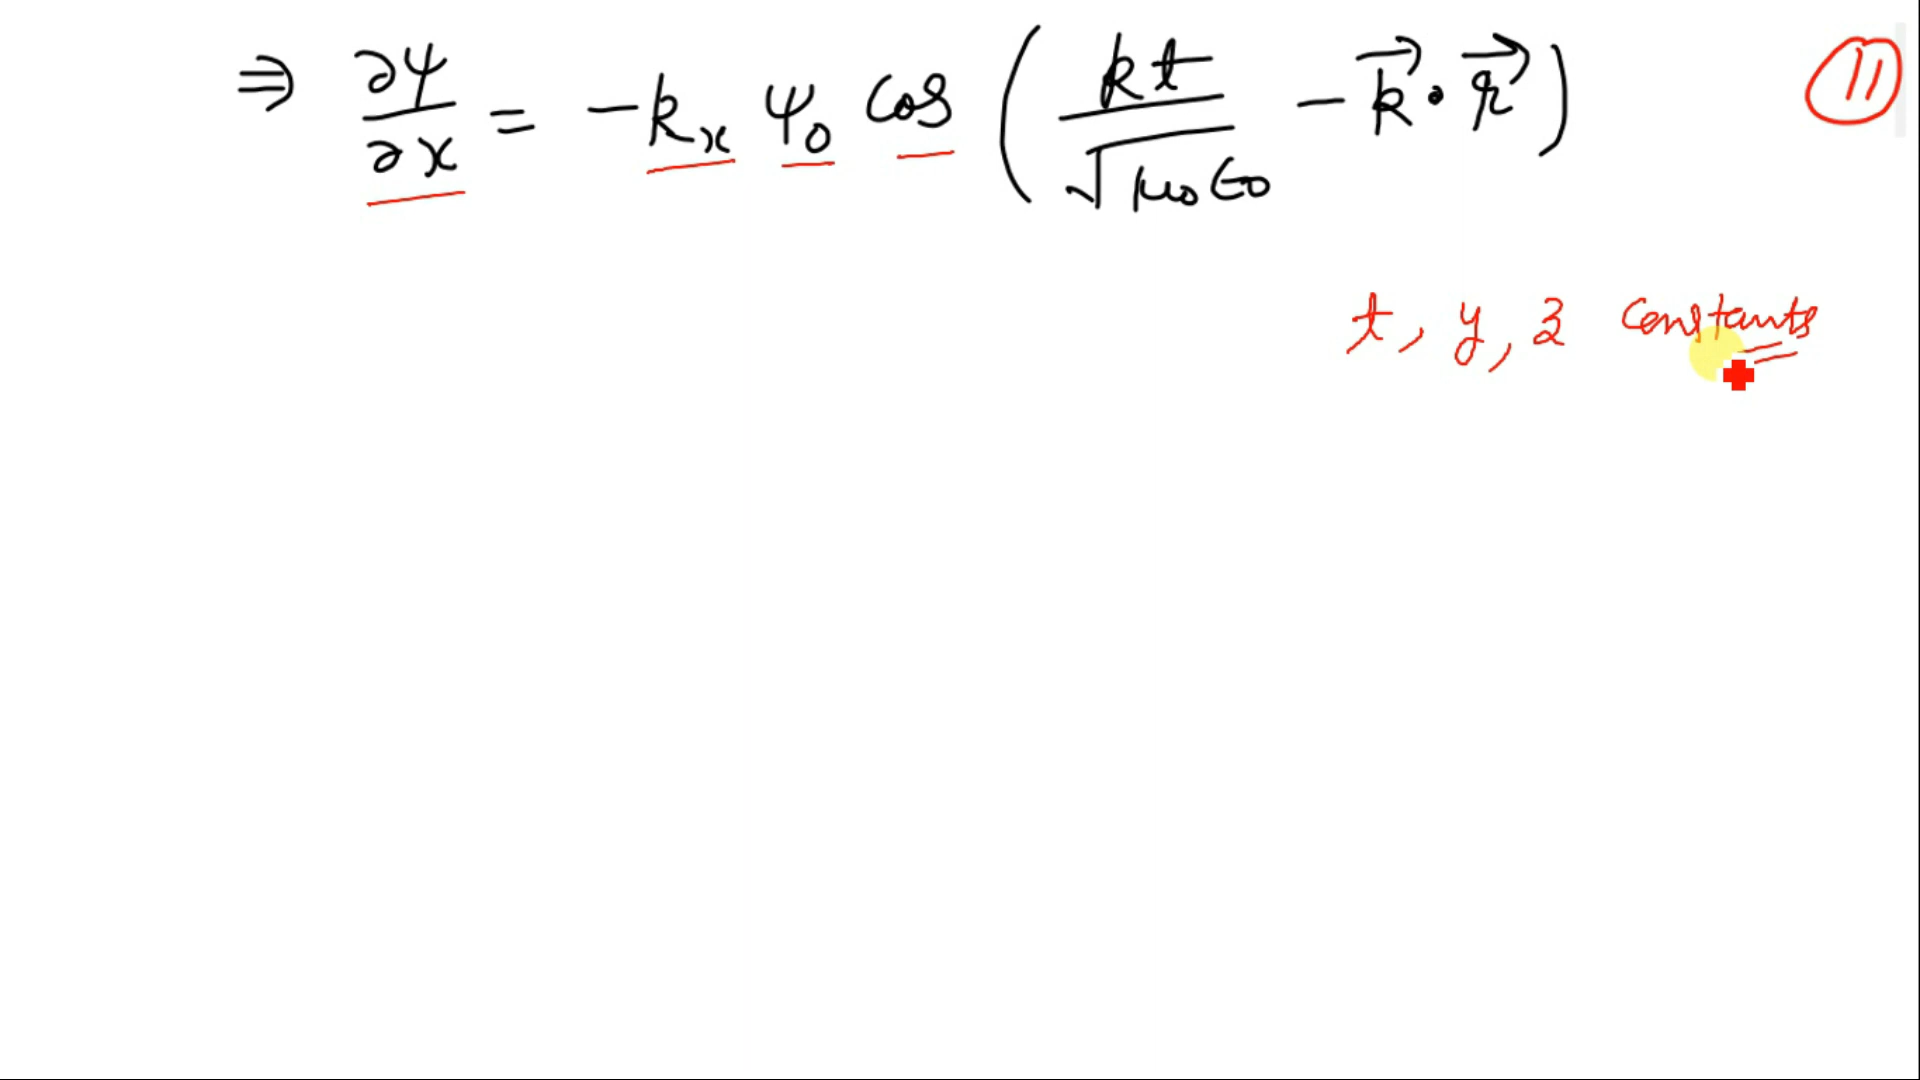 ⇒ ∂ψ/∂x = -kₓ ψ₀ cos (kt/√μ₀ε₀ - k⃗ · r⃗) 11
t, y, z constants